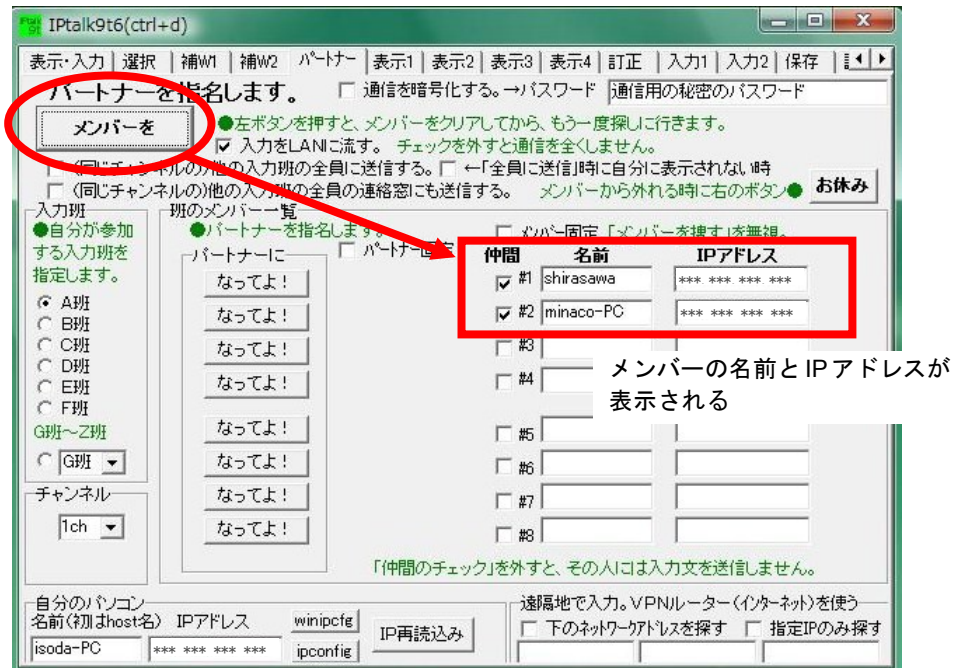 IPtalk9t6(ctrl+d)
表示・入力 選択 補W1 補W2 パートナー 表示1 表示2 表示3 表示4 訂正 入力1 入力2 保存
パートナーを指名します。 通信を暗号化する。→パスワード 通信用の秘密のパスワード
メンバーを ●左ボタンを押すと、メンバーをクリアしてから、もう一度探しに行きます。
入力をLANに流す。 チェックを外すと通信を全くしません。
(同じチャンネルの)他の入力班の全員に送信する。 ←「全員に送信」時に自分に表示されない時
(同じチャンネルの)他の入力班の全員の連絡窓にも送信する。 メンバーから外れる時に右のボタン● お休み
入力班 班のメンバー一覧
●自分が参加する入力班を指定します。
●パートナーを指名します。 メンバー固定「メンバーを捜す」を無視。
パートナーに パートナー固定 仲間 名前 IPアドレス
なってよ! #1 shirasawa *** *** *** ***
A班 なってよ! #2 minaco-PC *** *** *** ***
B班
C班 なってよ! #3
D班 なってよ! #4
E班
F班
G班~Z班 なってよ! #5
G班 なってよ! #6
チャンネル なってよ! #7
1ch なってよ! #8
メンバーの名前とIPアドレスが
表示される
「仲間のチェック」を外すと、その人には入力文を送信しません。
自分のパソコン 遠隔地で入力。VPNルーター(インターネット)を使う
名前(初はhost名) IPアドレス winipcfg IP再読込み 下のネットワークアドレスを探す 指定IPのみ探す
isoda-PC *** *** *** *** ipconfig